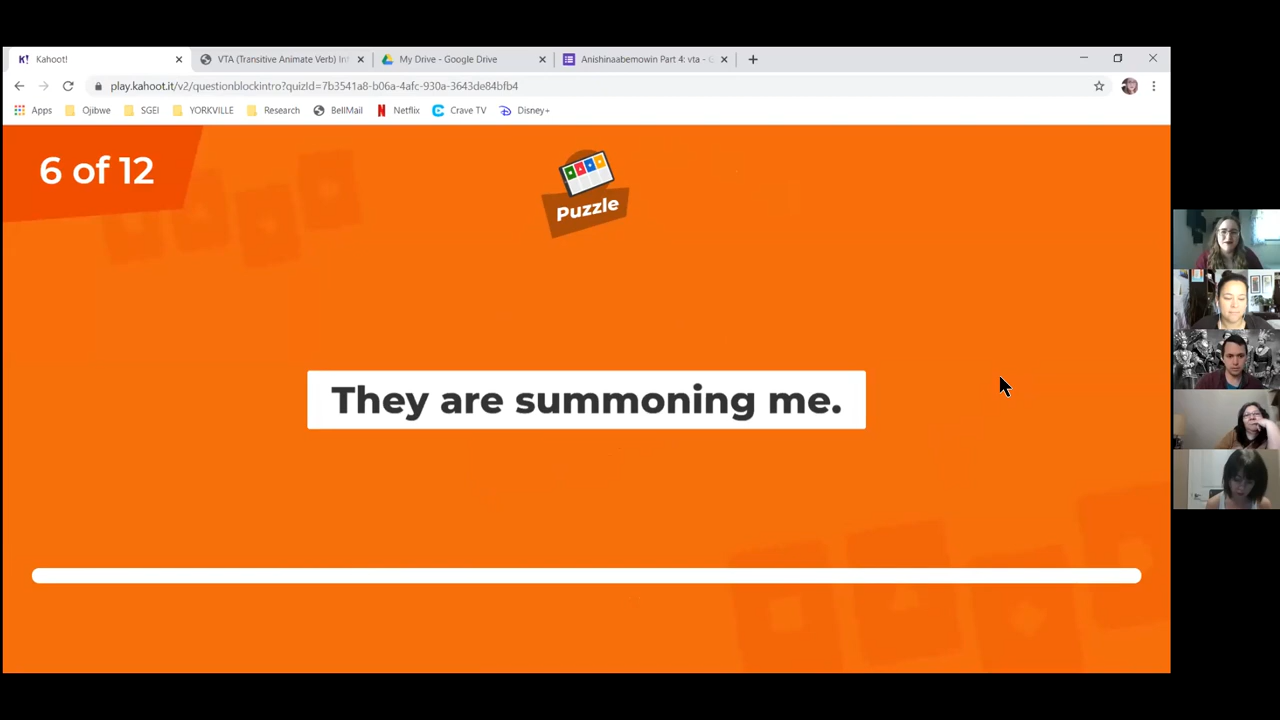 Kahoot!
VTA (Transitive Animate Verb) In
My Drive - Google Drive
Anishinaabemowin Part 4: vta -
play.kahoot.it/v2/questionblockintro?quizId=7b3541a8-b06a-4afc-930a-3643de84bfb4
Apps
Ojibwe
SGEI
YORKVILLE
Research
BellMail
Netflix
Crave TV
Disney+
6 of 12
Puzzle
They are summoning me.